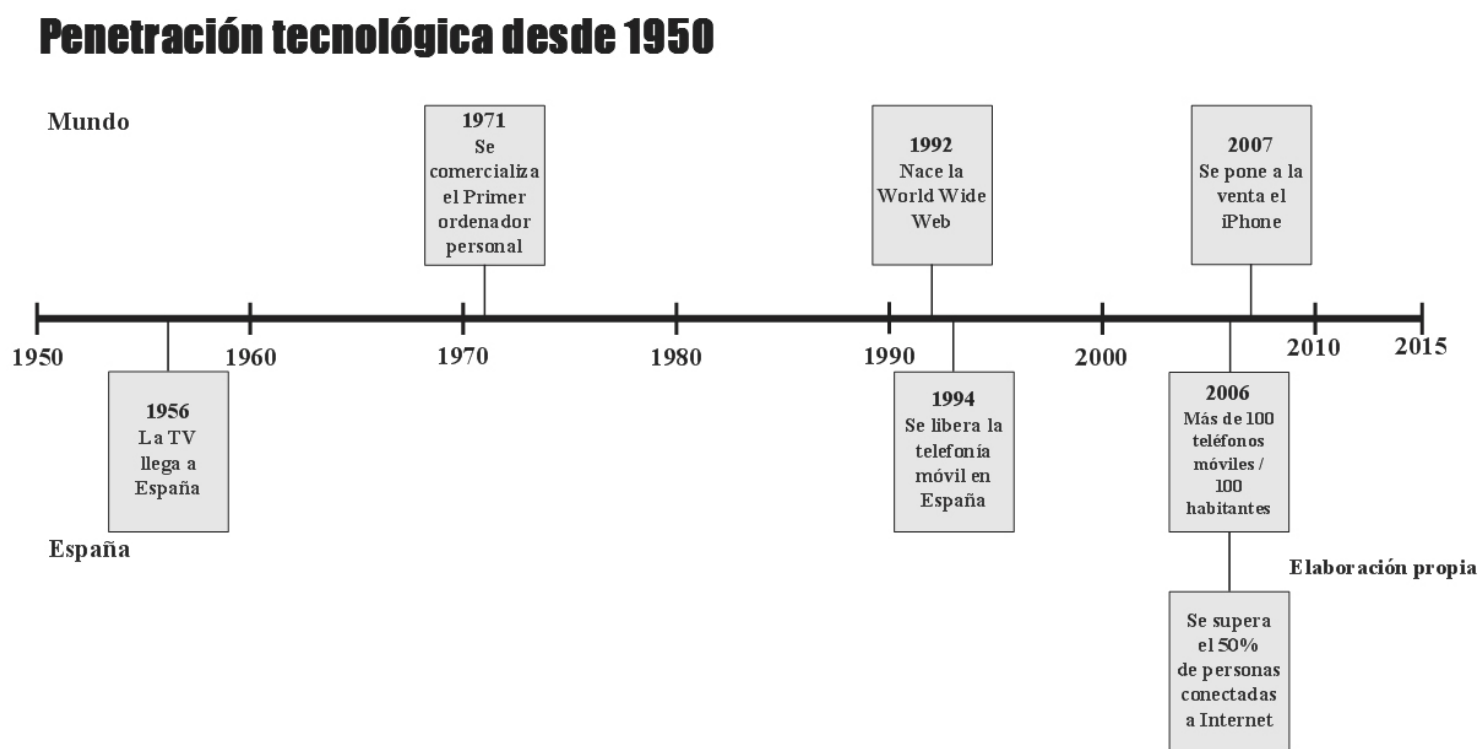 Penetración tecnológica desde 1950
Mundo
1971
Se
comercializa
el Primer
ordenador
personal
1992
Nace la
World Wide
Web
2007
Se pone a la
venta el
iPhone
1950
1960
1970
1980
1990
2000
2010
2015
1956
La TV
llega a
España
1994
Se libera la
telefonía
móvil en
España
2006
Más de 100
teléfonos
móviles /
100
habitantes
España
Elaboración propia
Se supera
el 50%
de personas
conectadas
a Internet